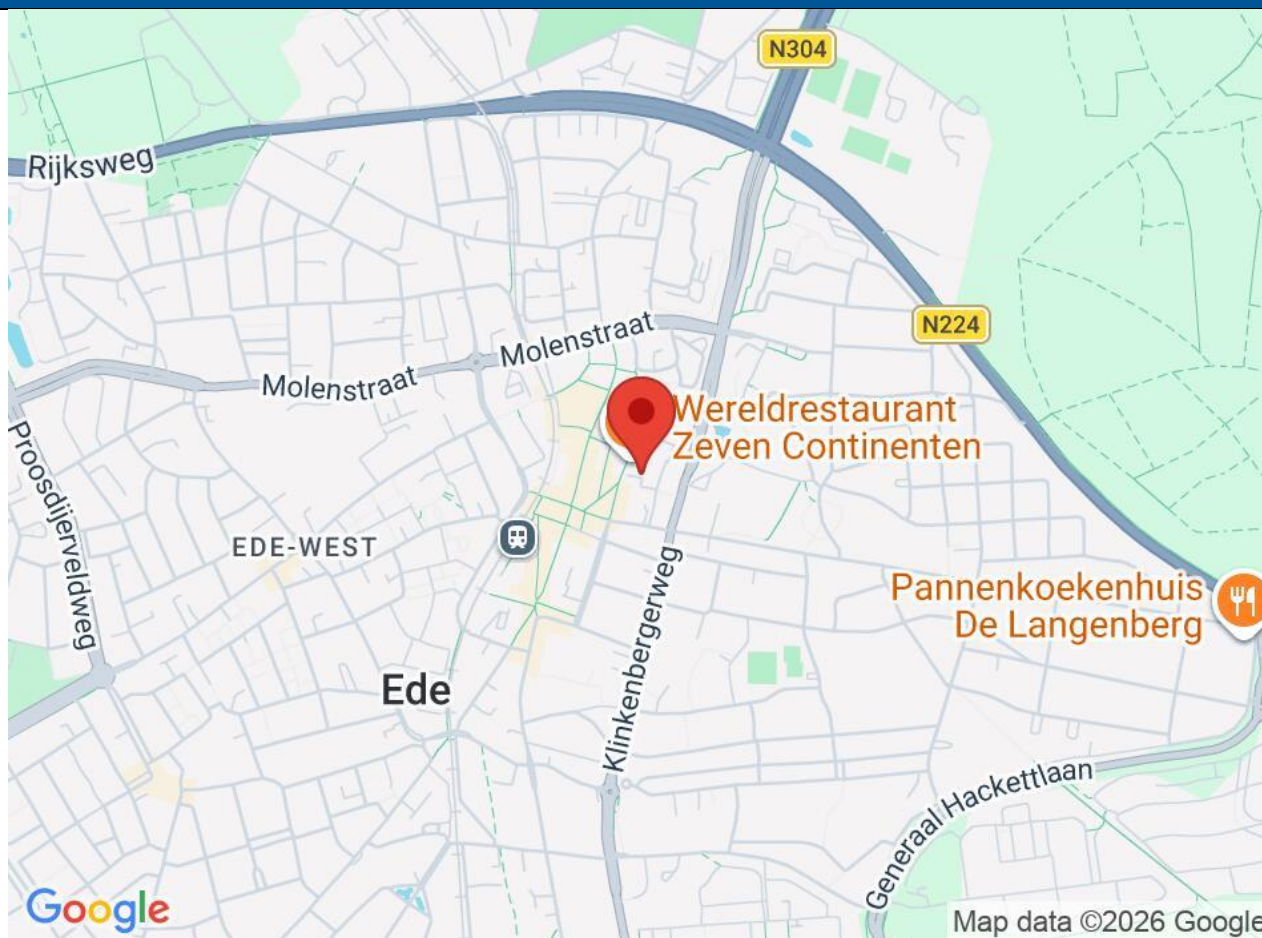 N304
Rijksweg
N224
Molenstraat
Molenstraat
Wereldrestaurant
Zeven Continenten
Proosdijerveldweg
EDE-WEST
Klinkenbergerweg
Pannenkoekenhuis
De Langenberg
Ede
Generaal Hackettlaan
Google
Map data ©2026 Google